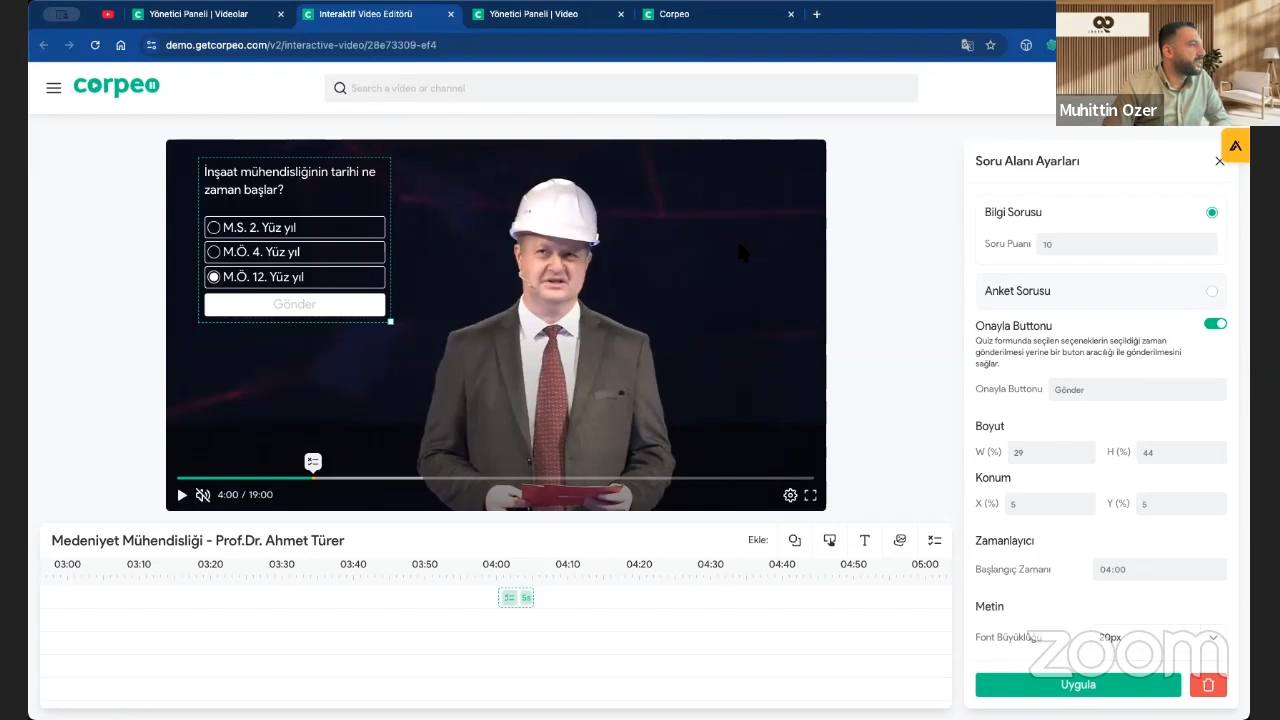 Yönetici Paneli | Videolar
Interaktif Video Editörü
Yönetici Paneli | Video
Corpeo
demo.getcorpeo.com/v2/interactive-video/28e73309-ef4
Muhittin Ozer
corpeo
Search a video or channel
İnşaat mühendisliğinin tarihi ne
zaman başlar?
M.S. 2. Yüz yıl
M.Ö. 4. Yüz yıl
M.Ö. 12. Yüz yıl
Gönder
4:00 / 19:00
Medeniyet Mühendisliği - Prof.Dr. Ahmet Türer
Ekle:
T
03:00 03:10 03:20 03:30 03:40 03:50 04:00 04:10 04:20 04:30 04:40 04:50 05:00
5s
Soru Alanı Ayarları
Bilgi Sorusu
Soru Puanı 10
Anket Sorusu
Onayla Buttonu
Quiz formunda seçilen seçeneklerin seçildiği zaman
gönderilmesi yerine bir buton aracılığı ile gönderilmesini
sağlar.
Onayla Buttonu Gönder
Boyut
W (%) 29 H (%) 44
Konum
X (%) 5 Y (%) 5
Zamanlayıcı
Başlangıç Zamanı 04:00
Metin
Font Büyüklüğü 20px
zoom
Uygula